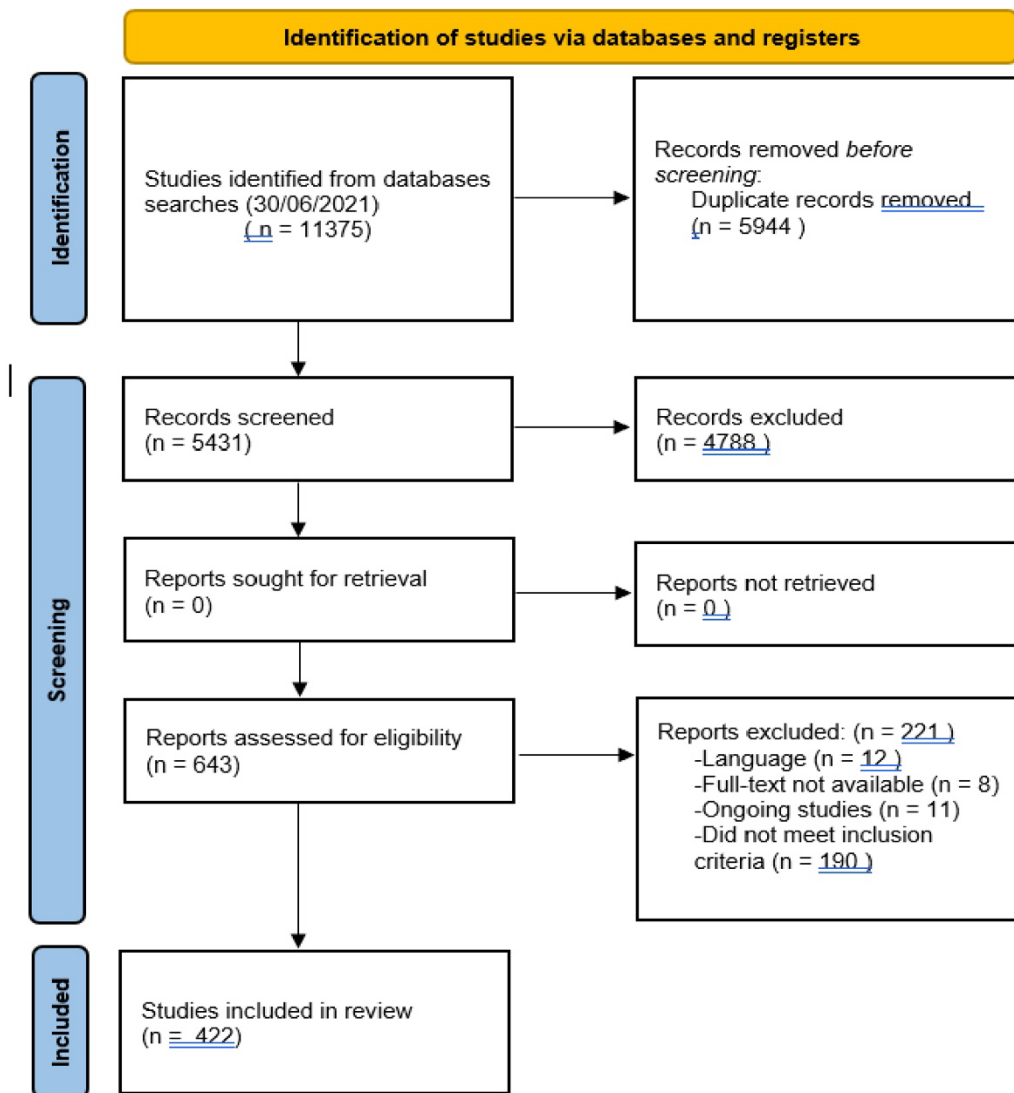 Identification of studies via databases and registers
Identification
Studies identified from databases
searches (30/06/2021)
( n = 11375)
Records removed before
screening:
Duplicate records removed
(n = 5944 )
Screening
Records screened
(n = 5431)
Records excluded
(n = 4788 )
Reports sought for retrieval
(n = 0)
Reports not retrieved
(n = 0 )
Reports assessed for eligibility
(n = 643)
Reports excluded: (n = 221 )
-Language (n = 12 )
-Full-text not available (n = 8)
-Ongoing studies (n = 11)
-Did not meet inclusion
criteria (n = 190 )
Included
Studies included in review
(n = 422)